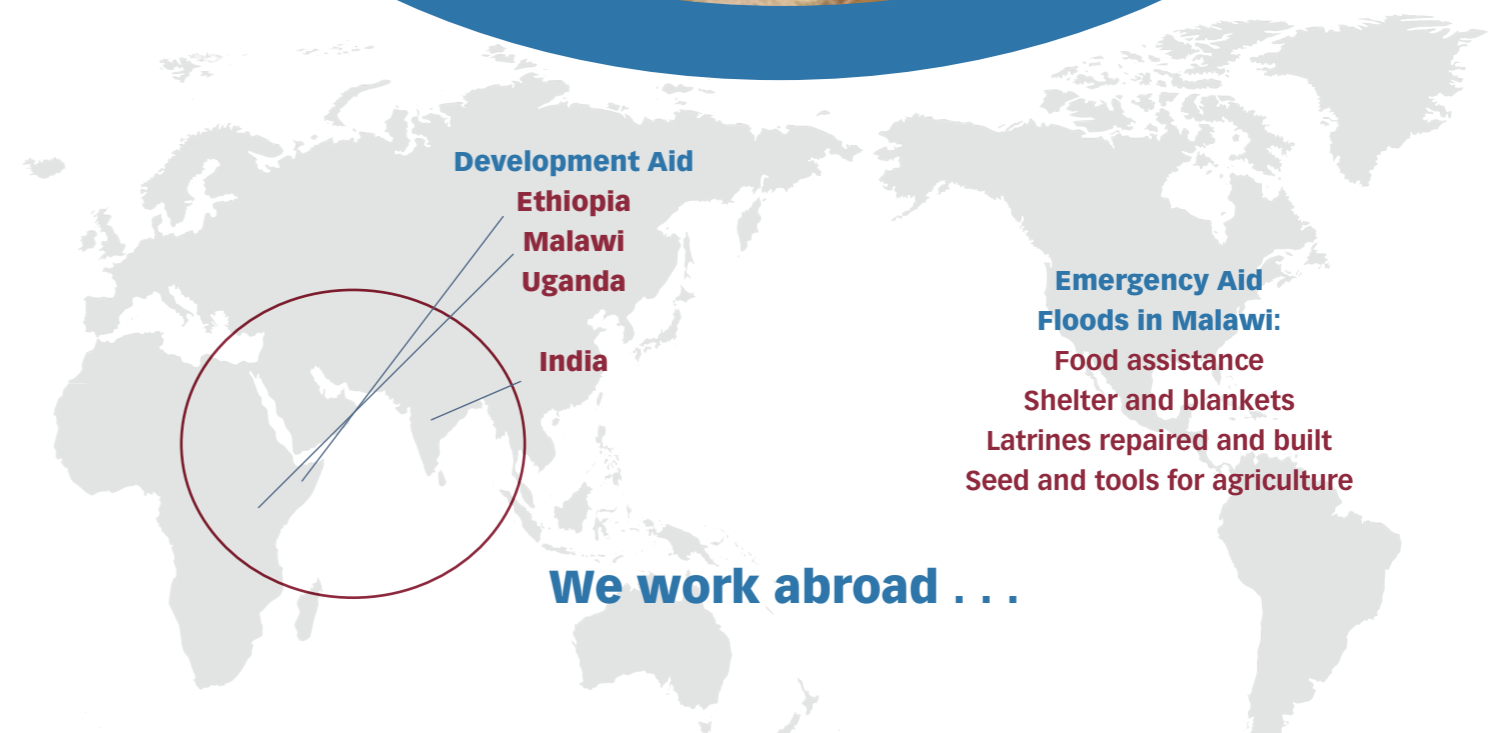 Development Aid
Ethiopia
Malawi
Uganda
India
Emergency Aid
Floods in Malawi:
Food assistance
Shelter and blankets
Latrines repaired and built
Seed and tools for agriculture
We work abroad . . .